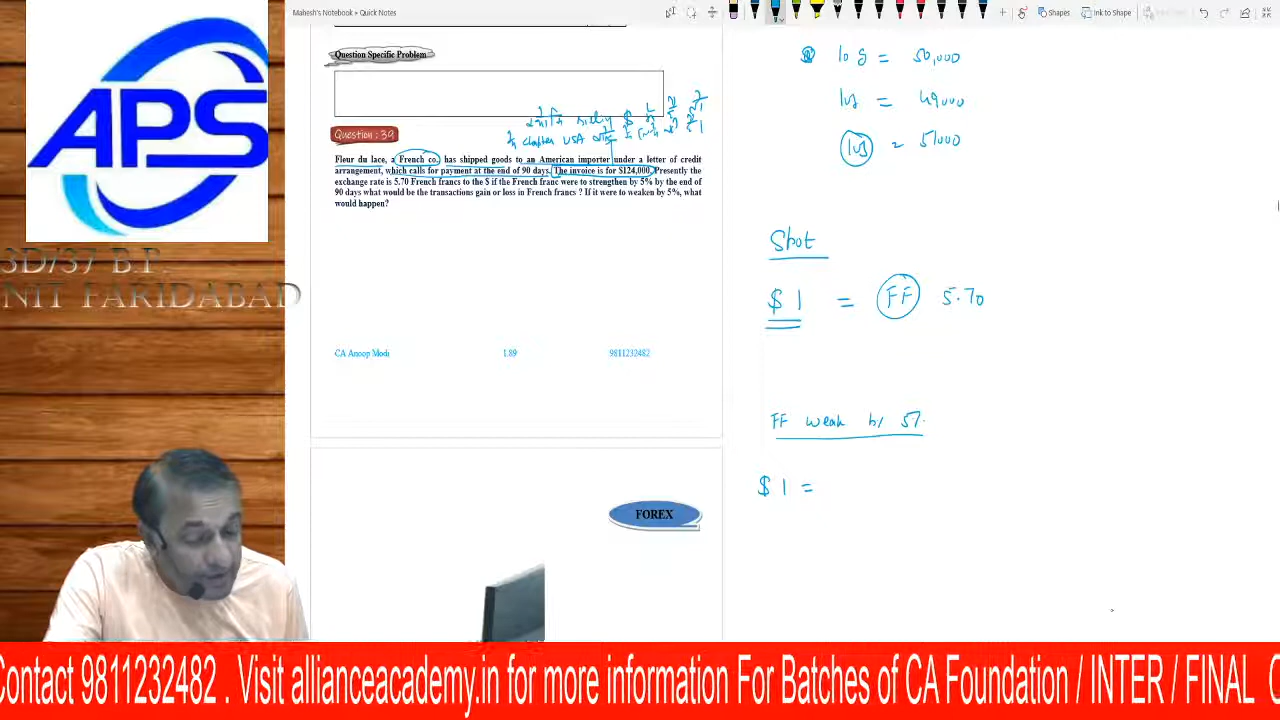 Mahesh's Notebook » Quick Notes
Shapes
Ink to Shape
APS
3D/37 B.P.
NIT FARIDABAD
Question Specific Problem
Question : 39
Fleur du lace, a French co. has shipped goods to an American importer under a letter of credit
arrangement, which calls for payment at the end of 90 days. The invoice is for $124,000. Presently the
exchange rate is 5.70 French francs to the $ if the French franc were to strengthen by 5% by the end of
90 days what would be the transactions gain or loss in French francs ? If it were to weaken by 5%, what
would happen?
CA Anoop Modi
1.89
9811232482
FOREX
= 50,000
= 49000
= 51000
Spot
$ 1 = FF 5.70
FF weak by 5%
$ 1 =
Contact 9811232482 . Visit allianceacademy.in for more information For Batches of CA Foundation / INTER / FINAL